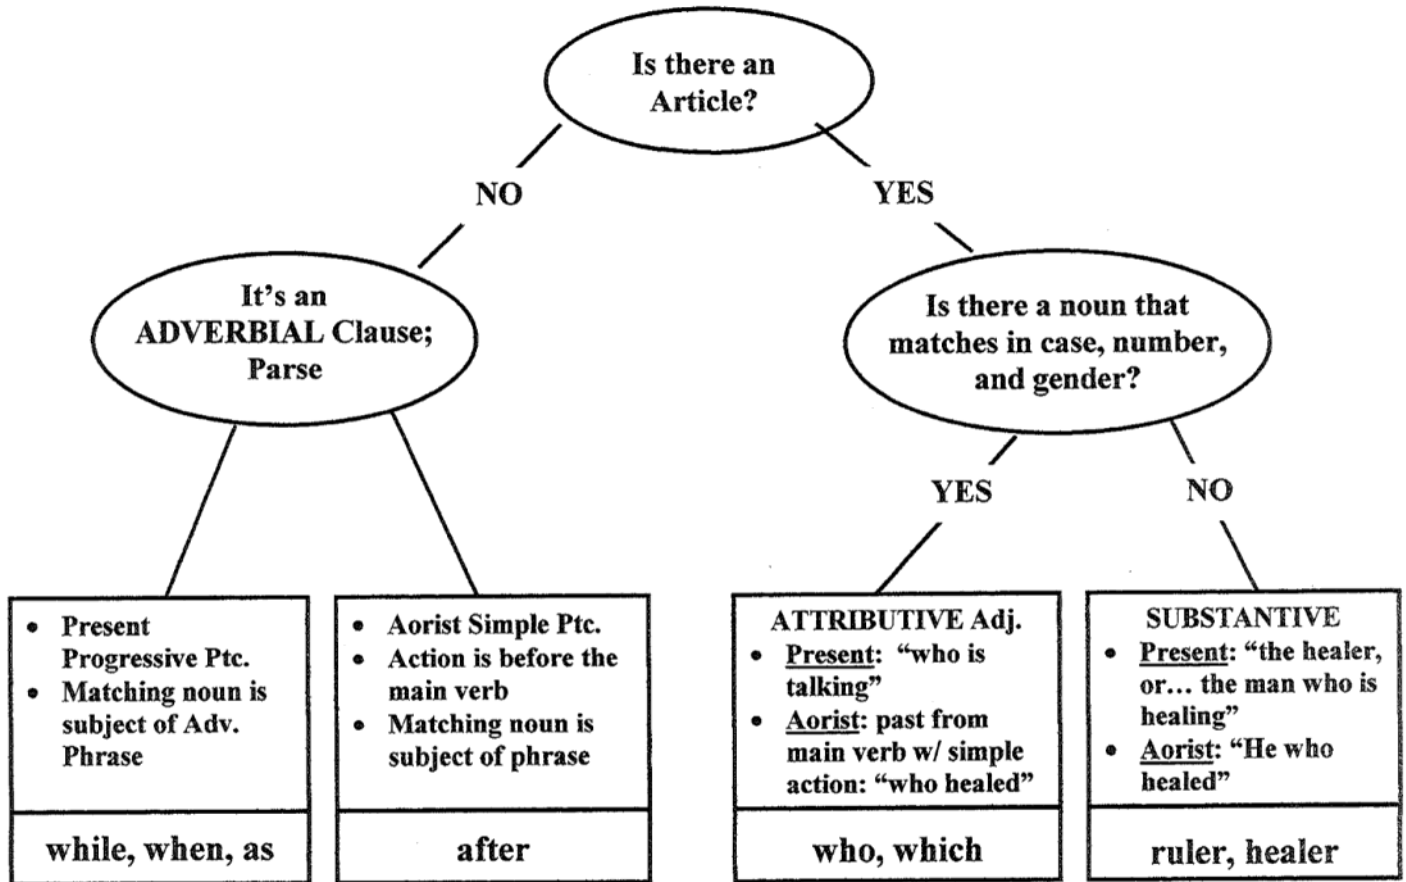 Is there an
Article?
NO
YES
It's an
ADVERBIAL Clause;
Parse
Is there a noun that
matches in case, number,
and gender?
YES
NO
• Present
Progressive Ptc.
• Matching noun is
subject of Adv.
Phrase
while, when, as
• Aorist Simple Ptc.
• Action is before the
main verb
• Matching noun is
subject of phrase
after
ATTRIBUTIVE Adj.
• Present: “who is
talking”
• Aorist: past from
main verb w/ simple
action: “who healed”
who, which
SUBSTANTIVE
• Present: “the healer,
or... the man who is
healing”
• Aorist: “He who
healed”
ruler, healer